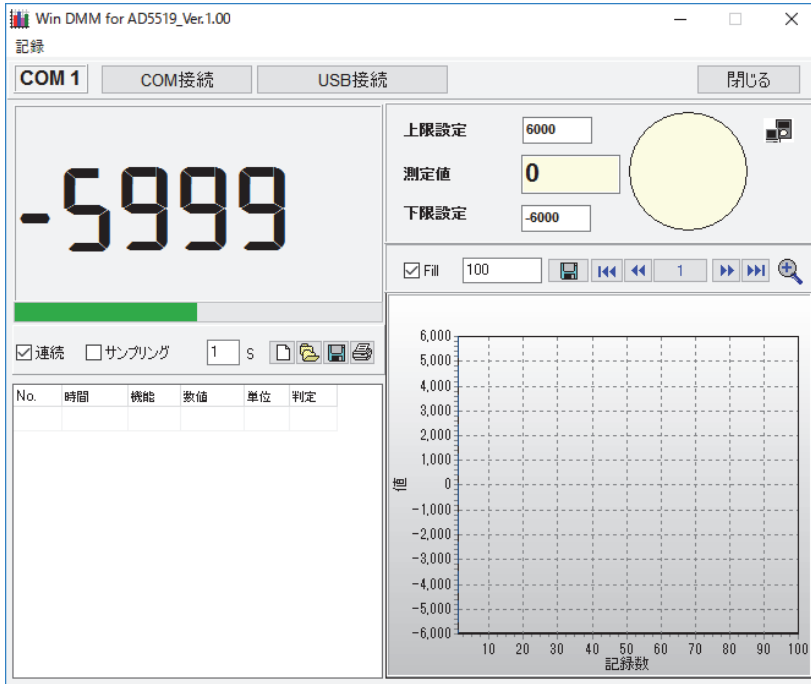 Win DMM for AD5519_Ver.1.00
記録
COM 1 COM接続 USB接続 閉じる
-5999
上限設定 6000
測定値 0
下限設定 -6000
Fill 100 1
連続 サンプリング 1 S
No. 時間 機能 数値 単位 判定
6,000
5,000
4,000
3,000
2,000
1,000
0
-1,000
-2,000
-3,000
-4,000
-5,000
-6,000
値
10 20 30 40 50 60 70 80 90 100
記録数